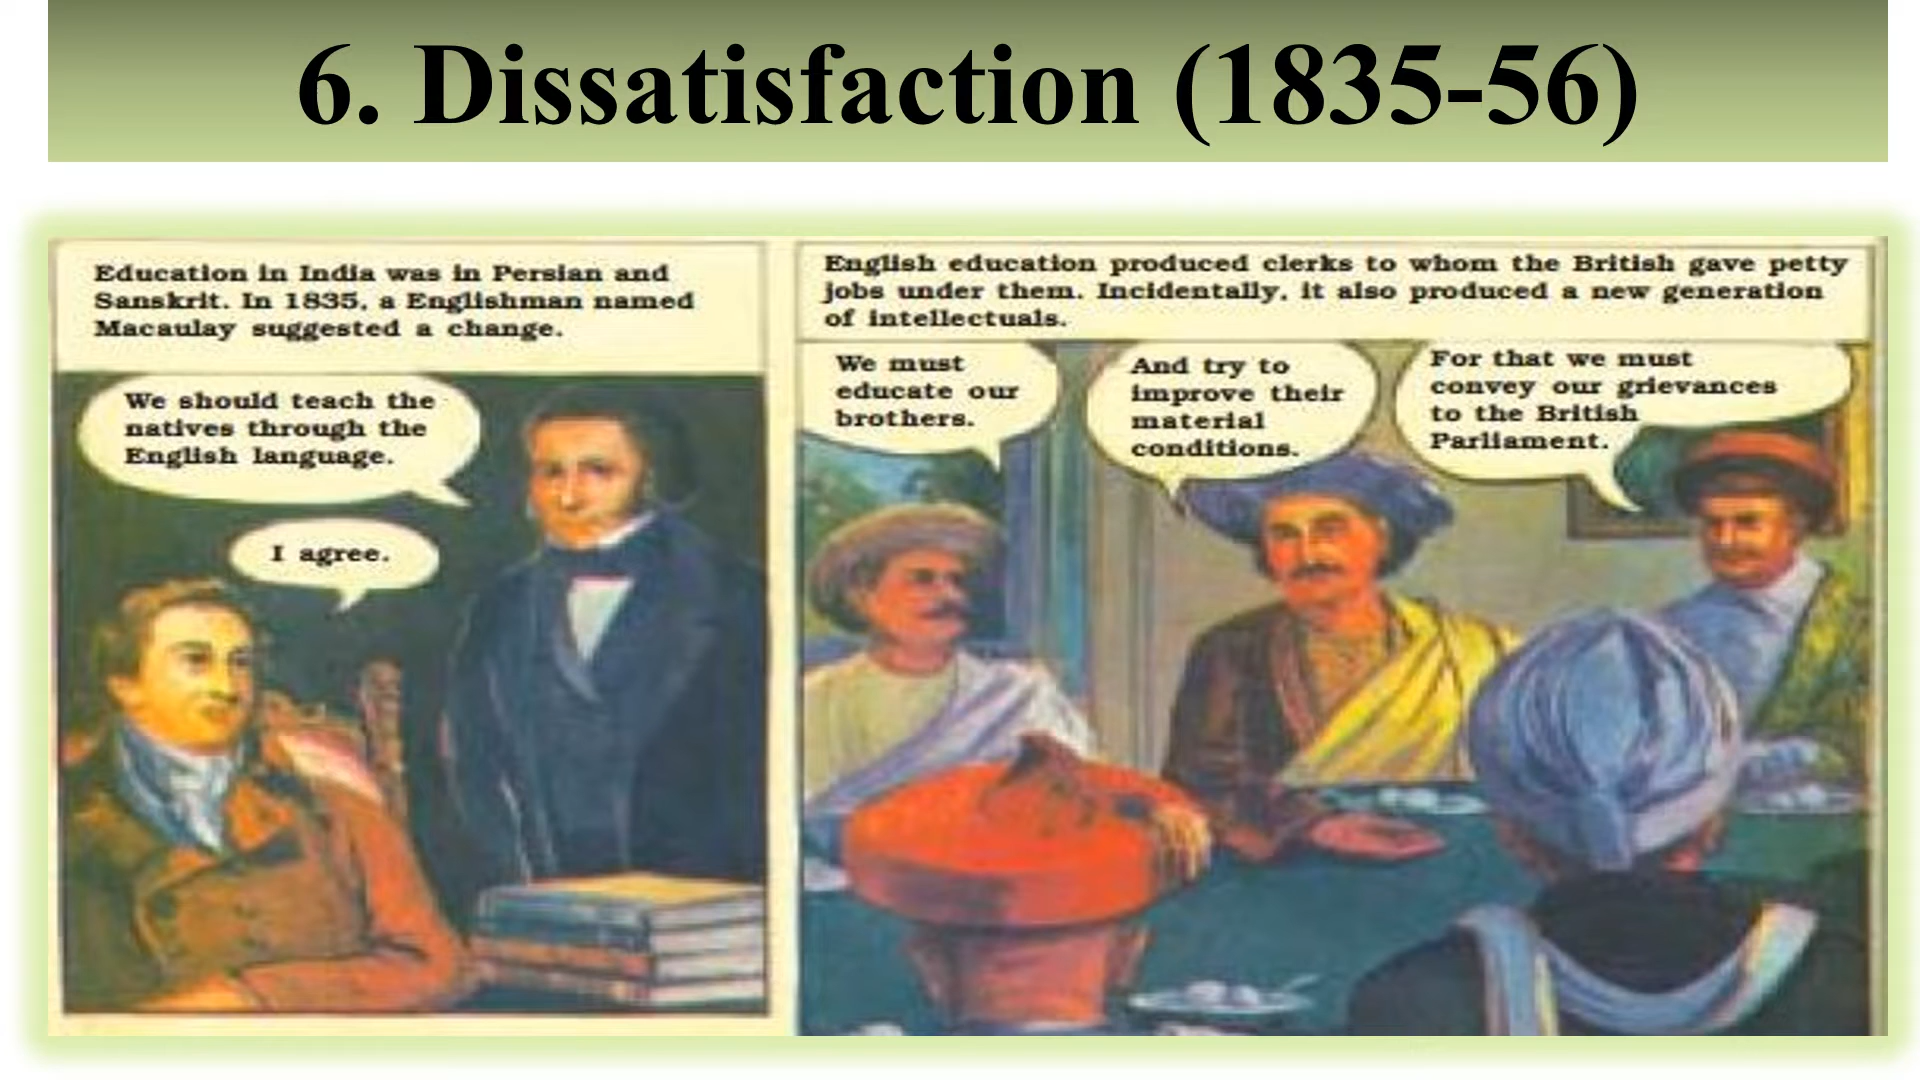 6. Dissatisfaction (1835-56)
Education in India was in Persian and
Sanskrit. In 1835, a Englishman named
Macaulay suggested a change.
We should teach the
natives through the
English language.
I agree.
English education produced clerks to whom the British gave petty
jobs under them. Incidentally, it also produced a new generation
of intellectuals.
We must
educate our
brothers.
And try to
improve their
material
conditions.
For that we must
convey our grievances
to the British
Parliament.